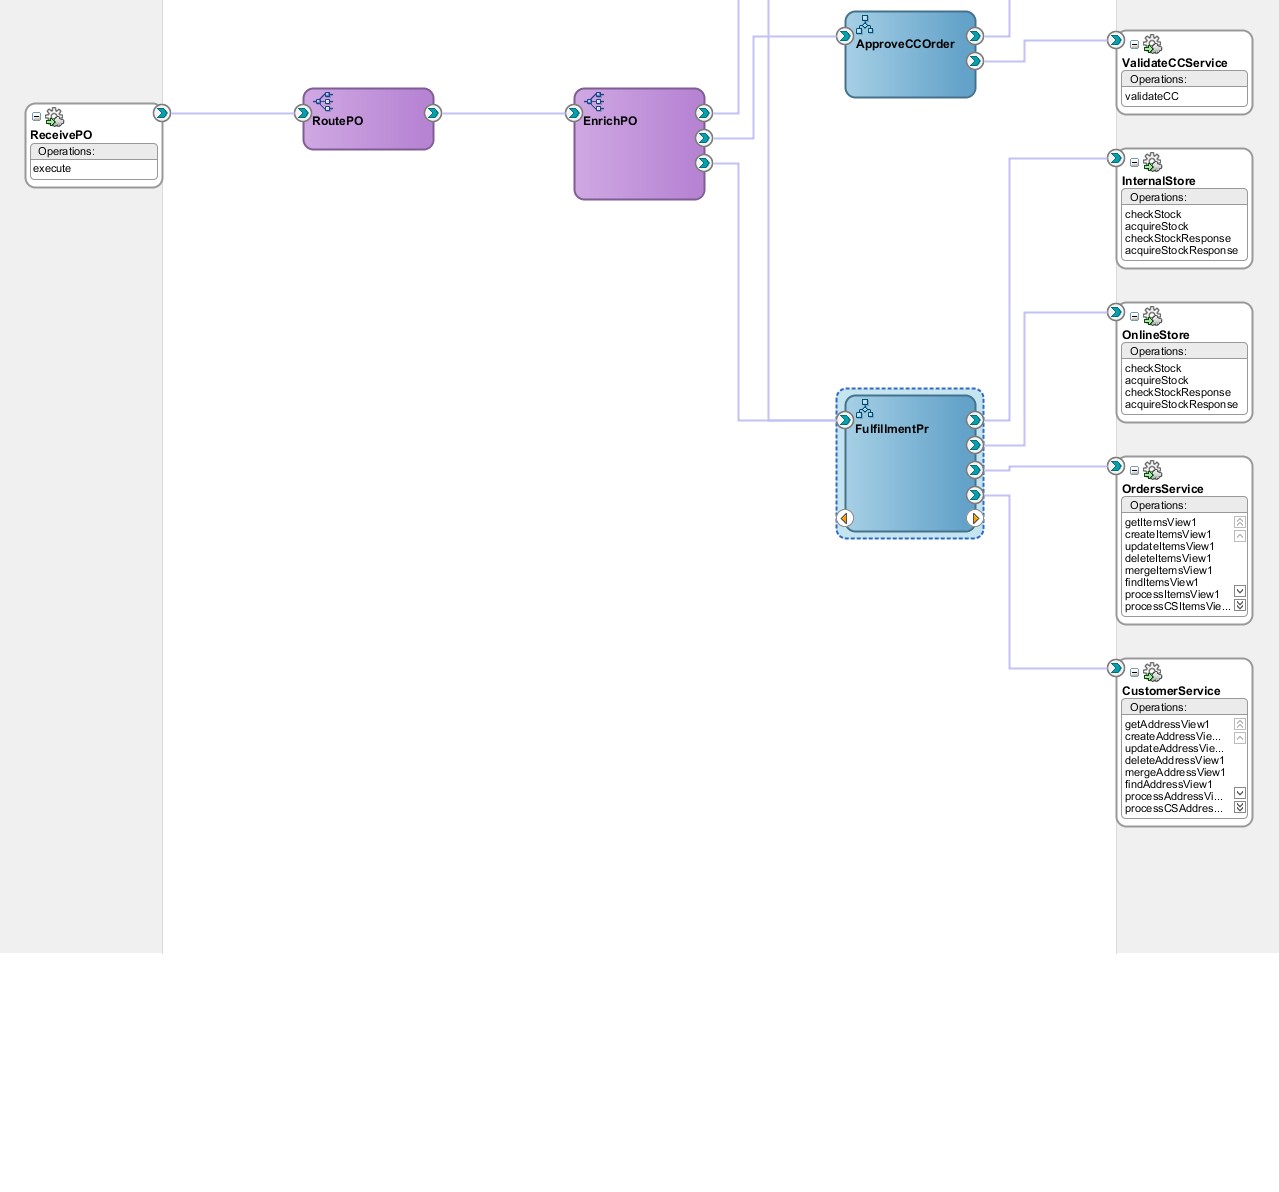 ReceivePO
Operations:
execute
RoutePO
EnrichPO
ApproveCCOrder
FulfillmentPr
ValidateCCService
Operations:
validateCC
InternalStore
Operations:
checkStock
acquireStock
checkStockResponse
acquireStockResponse
OnlineStore
Operations:
checkStock
acquireStock
checkStockResponse
acquireStockResponse
OrdersService
Operations:
getItemsView1
createItemsView1
updateItemsView1
deleteItemsView1
mergeItemsView1
findItemsView1
processItemsView1
processCSItemsVie...
CustomerService
Operations:
getAddressView1
createAddressVie...
updateAddressVie...
deleteAddressView1
mergeAddressView1
findAddressView1
processAddressVi...
processCSAddres...